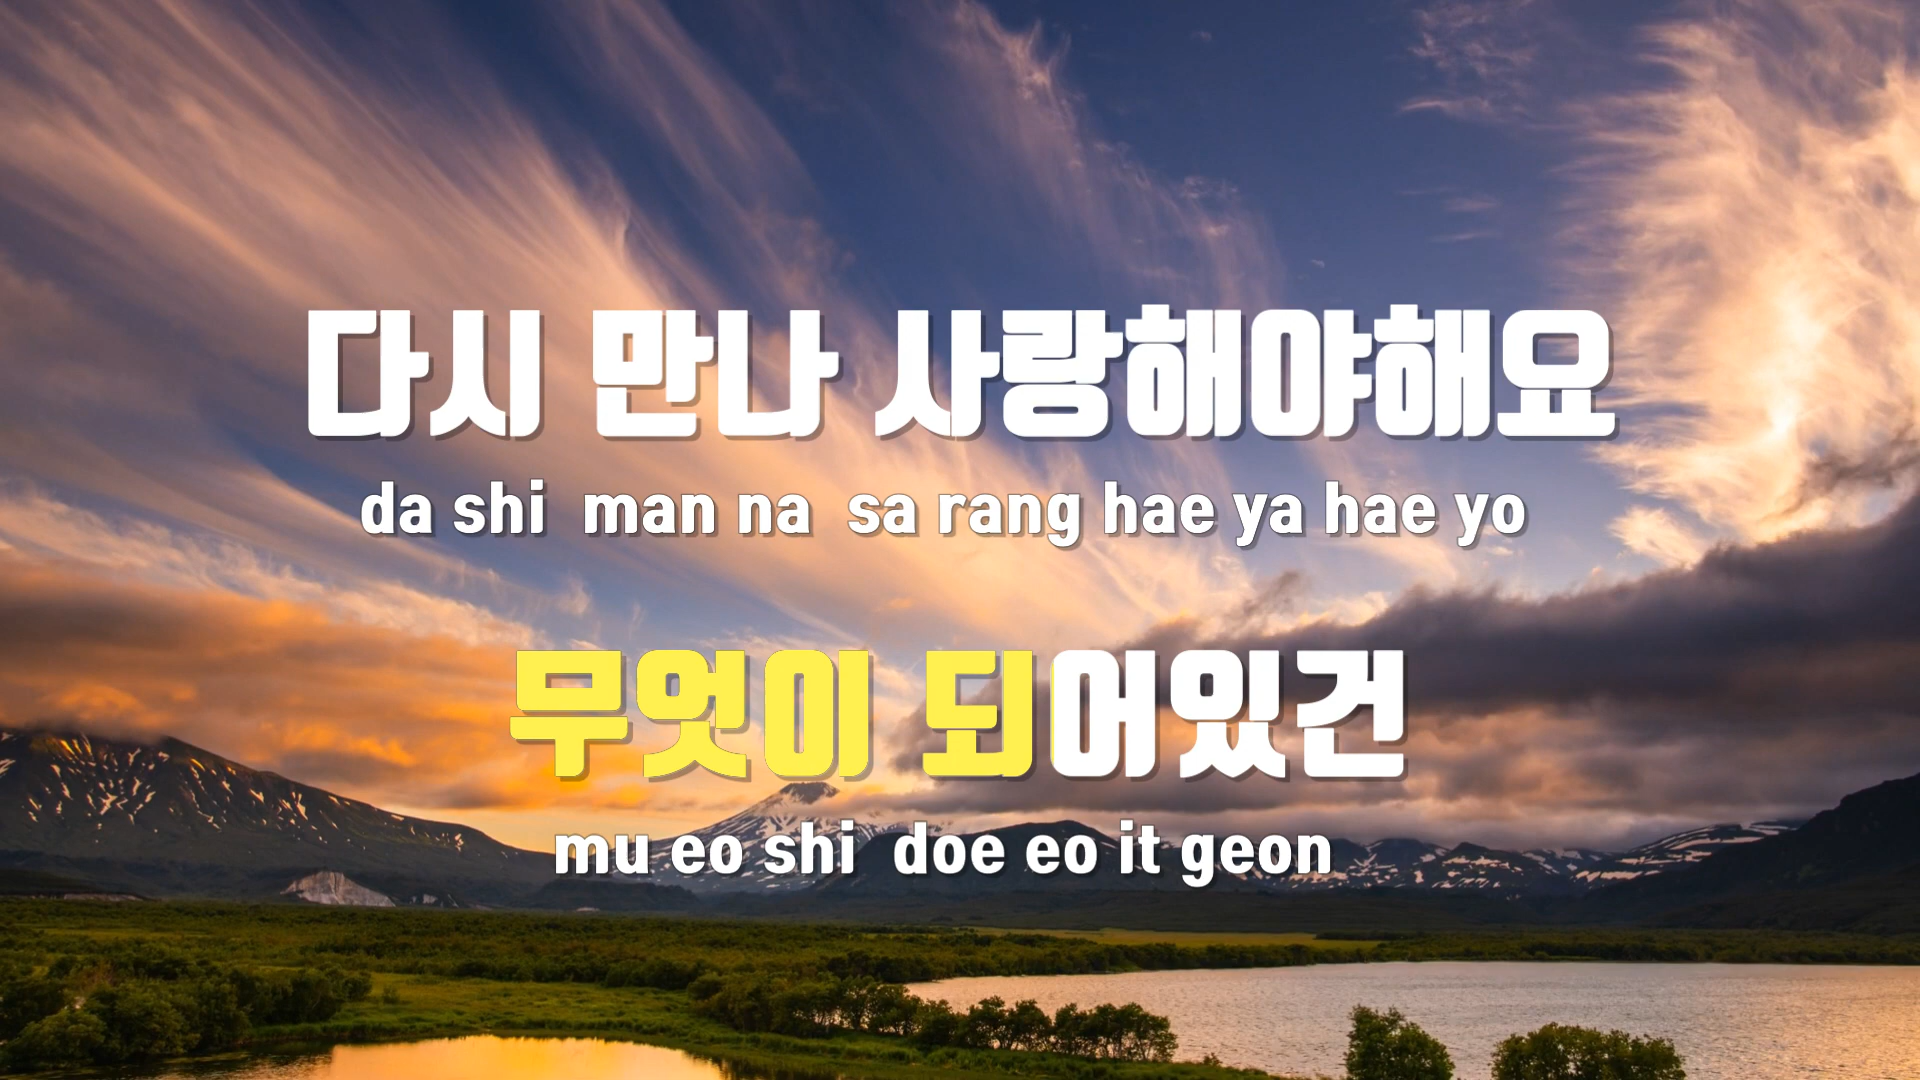 다시 만나 사랑해야해요
da shi man na sa rang hae ya hae yo
무엇이 되어있건
mu eo shi doe eo it geon